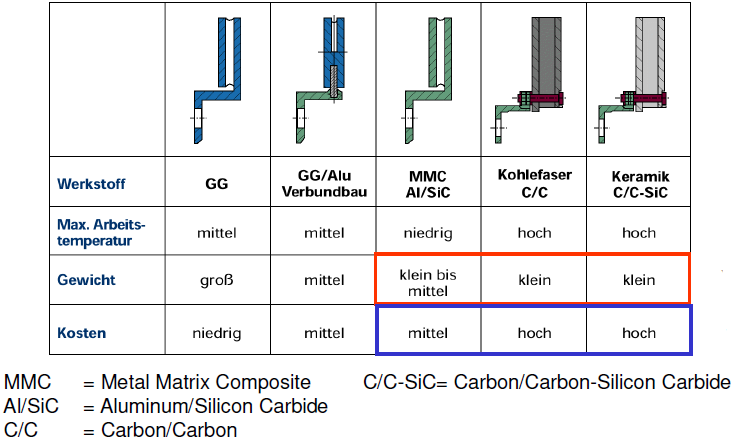 Werkstoff
GG
GG/Alu
Verbundbau
MMC
Al/SiC
Kohlefaser
C/C
Keramik
C/C-SiC
Max. Arbeits-
temperatur
mittel
mittel
niedrig
hoch
hoch
Gewicht
groß
mittel
klein bis
mittel
klein
klein
Kosten
niedrig
mittel
mittel
hoch
hoch
MMC = Metal Matrix Composite C/C-SiC= Carbon/Carbon-Silicon Carbide
Al/SiC = Aluminum/Silicon Carbide
C/C = Carbon/Carbon